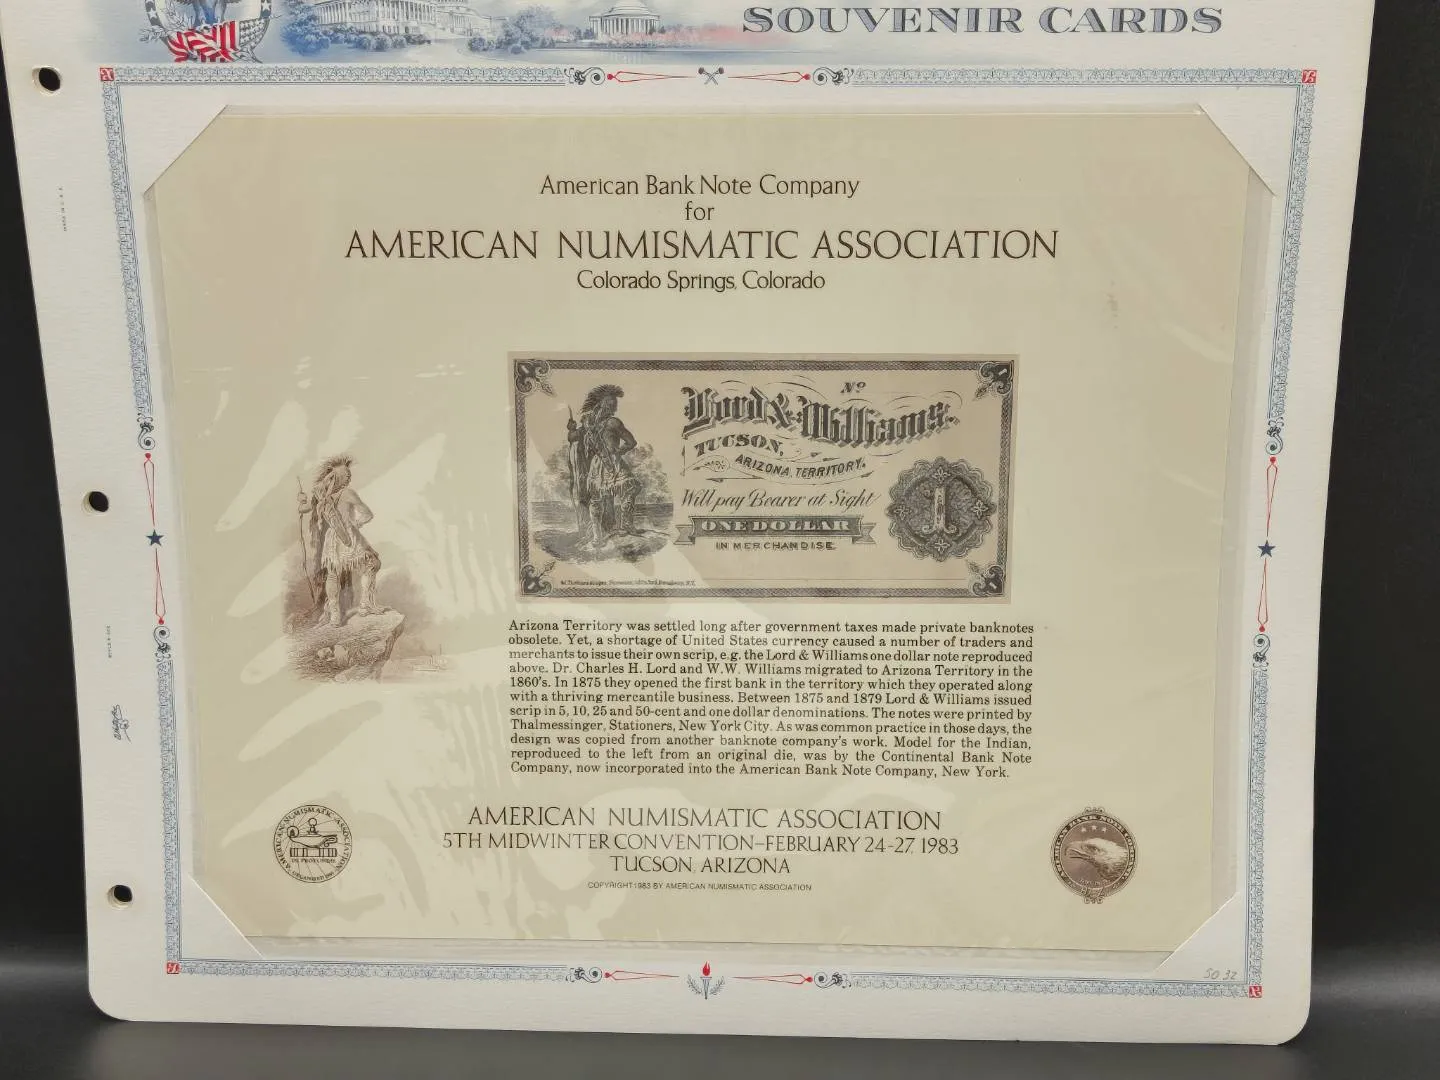 SOUVENIR CARDS
American Bank Note Company
for
AMERICAN NUMISMATIC ASSOCIATION
Colorado Springs, Colorado
No
Lord & Williams.
TUCSON,
ARIZONA TERRITORY.
Will pay Bearer at Sight
ONE DOLLAR
IN MERCHANDISE.
1
Arizona Territory was settled long after government taxes made private banknotes
obsolete. Yet, a shortage of United States currency caused a number of traders and
merchants to issue their own scrip, e.g. the Lord & Williams one dollar note reproduced
above. Dr. Charles H. Lord and W.W. Williams migrated to Arizona Territory in the
1860's. In 1875 they opened the first bank in the territory which they operated along
with a thriving mercantile business. Between 1875 and 1879 Lord & Williams issued
scrip in 5, 10, 25 and 50-cent and one dollar denominations. The notes were printed by
Thalmessinger, Stationers, New York City. As was common practice in those days, the
design was copied from another banknote company's work. Model for the Indian,
reproduced to the left from an original die, was by the Continental Bank Note
Company, now incorporated into the American Bank Note Company, New York.
AMERICAN NUMISMATIC ASSOCIATION
AMERICAN NUMISMATIC ASSOCIATION
5TH MIDWINTER CONVENTION–FEBRUARY 24-27, 1983
TUCSON, ARIZONA
COPYRIGHT 1983 BY AMERICAN NUMISMATIC ASSOCIATION
AMERICAN BANK NOTE COMPANY
SO 32